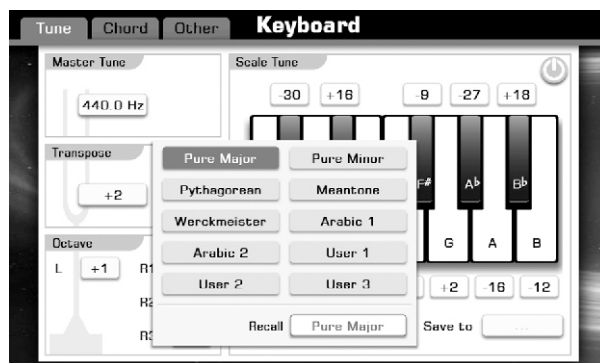 Tune Chord Other Keyboard
Master Tune Scale Tune
440.0 Hz
-30 +16 -9 -27 +18
Transpose
Pure Major Pure Minor
+2
Pythagorean Meantone
F# Ab Bb
Werckmeister Arabic 1
Octave
G A B
Arabic 2 User 1
L +1 R1
User 2 User 3
+2 -16 -12
R2
R3
Recall Pure Major Save to ...